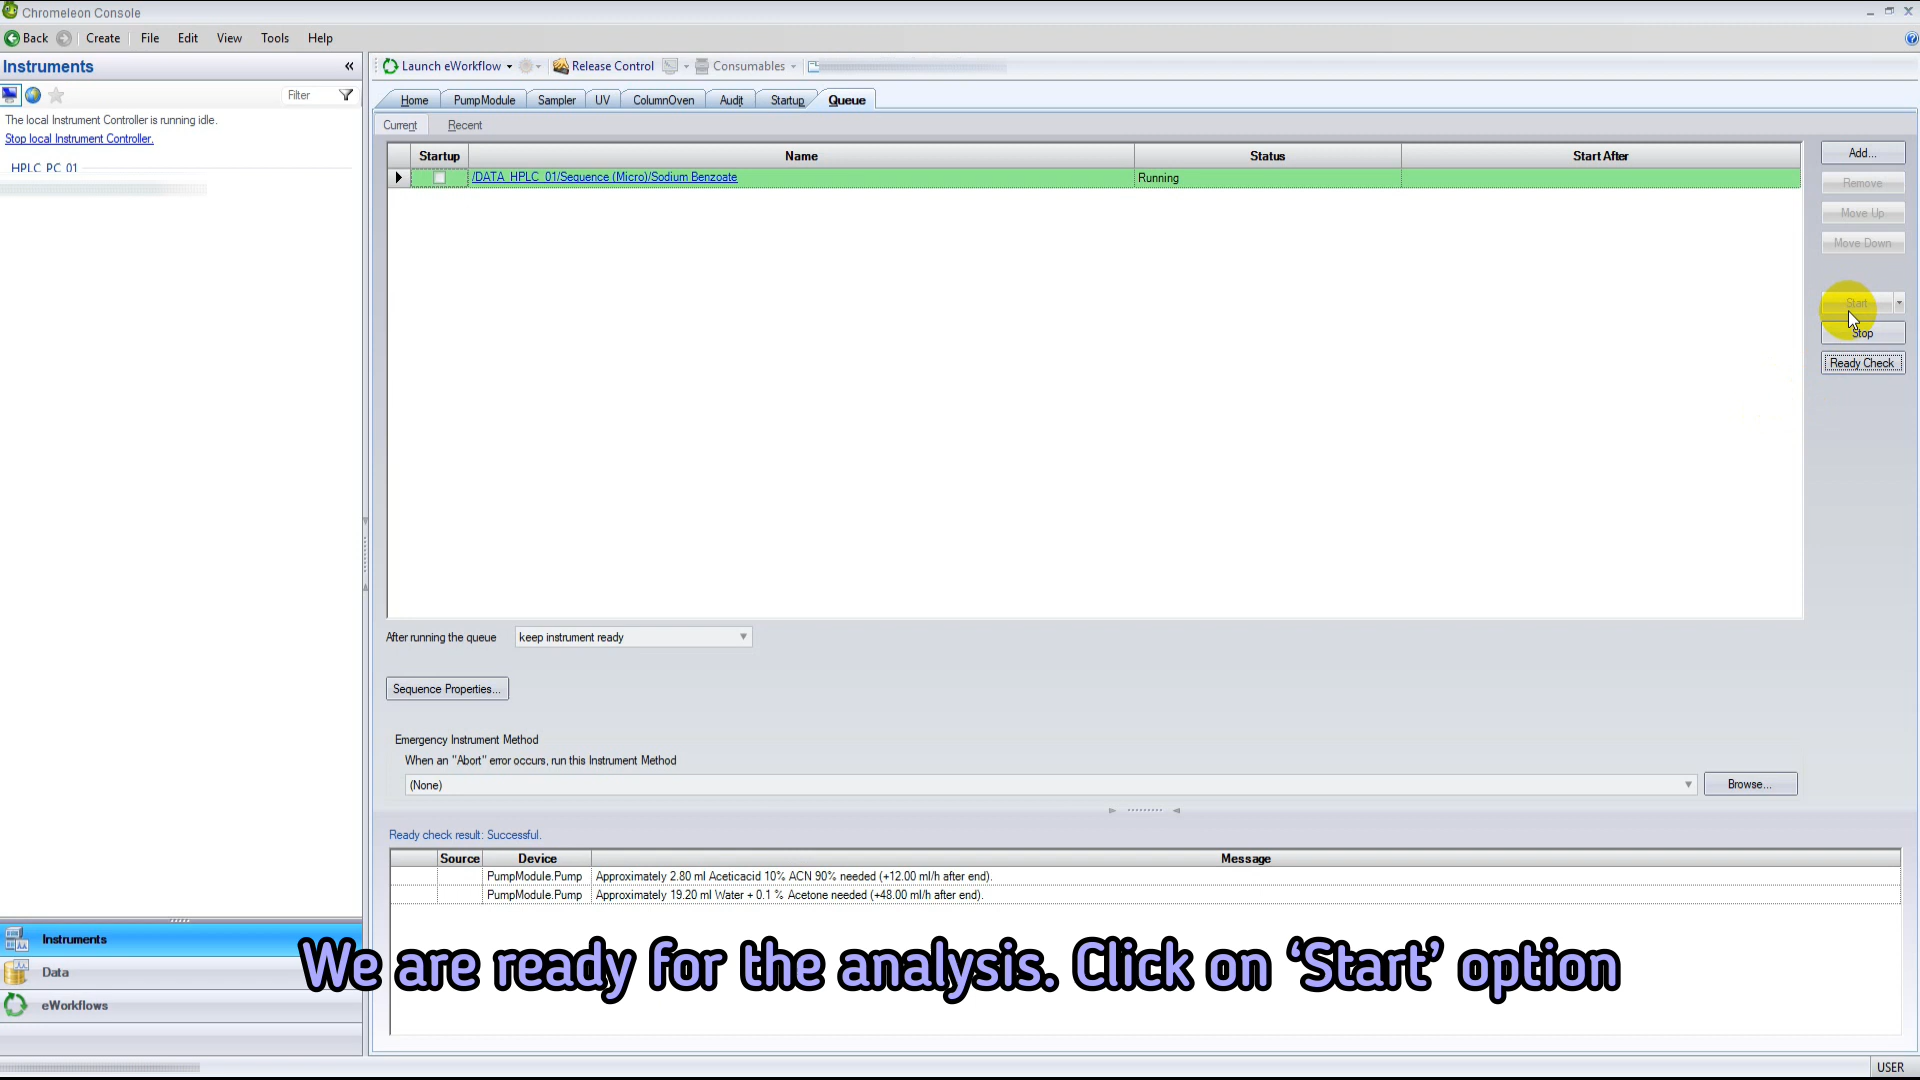 Chromeleon Console
Back Create File Edit View Tools Help
Instruments «
Launch eWorkflow Release Control Consumables
Filter
Home PumpModule Sampler UV ColumnOven Audit Startup Queue
The local Instrument Controller is running idle.
Stop local Instrument Controller.
Current Recent
HPLC_PC_01
Startup Name Status Start After
/DATA_HPLC_01/Sequence (Micro)/Sodium Benzoate Running
Add...
Remove
Move Up
Move Down
Start
Stop
Ready Check
After running the queue keep instrument ready
Sequence Properties...
Emergency Instrument Method
When an "Abort" error occurs, run this Instrument Method
(None) Browse...
Ready check result: Successful.
Source Device Message
PumpModule.Pump Approximately 2.80 ml Aceticacid 10% ACN 90% needed (+12.00 ml/h after end).
PumpModule.Pump Approximately 19.20 ml Water + 0.1 % Acetone needed (+48.00 ml/h after end).
Instruments
Data
eWorkflows
We are ready for the analysis. Click on ‘Start’ option
USER